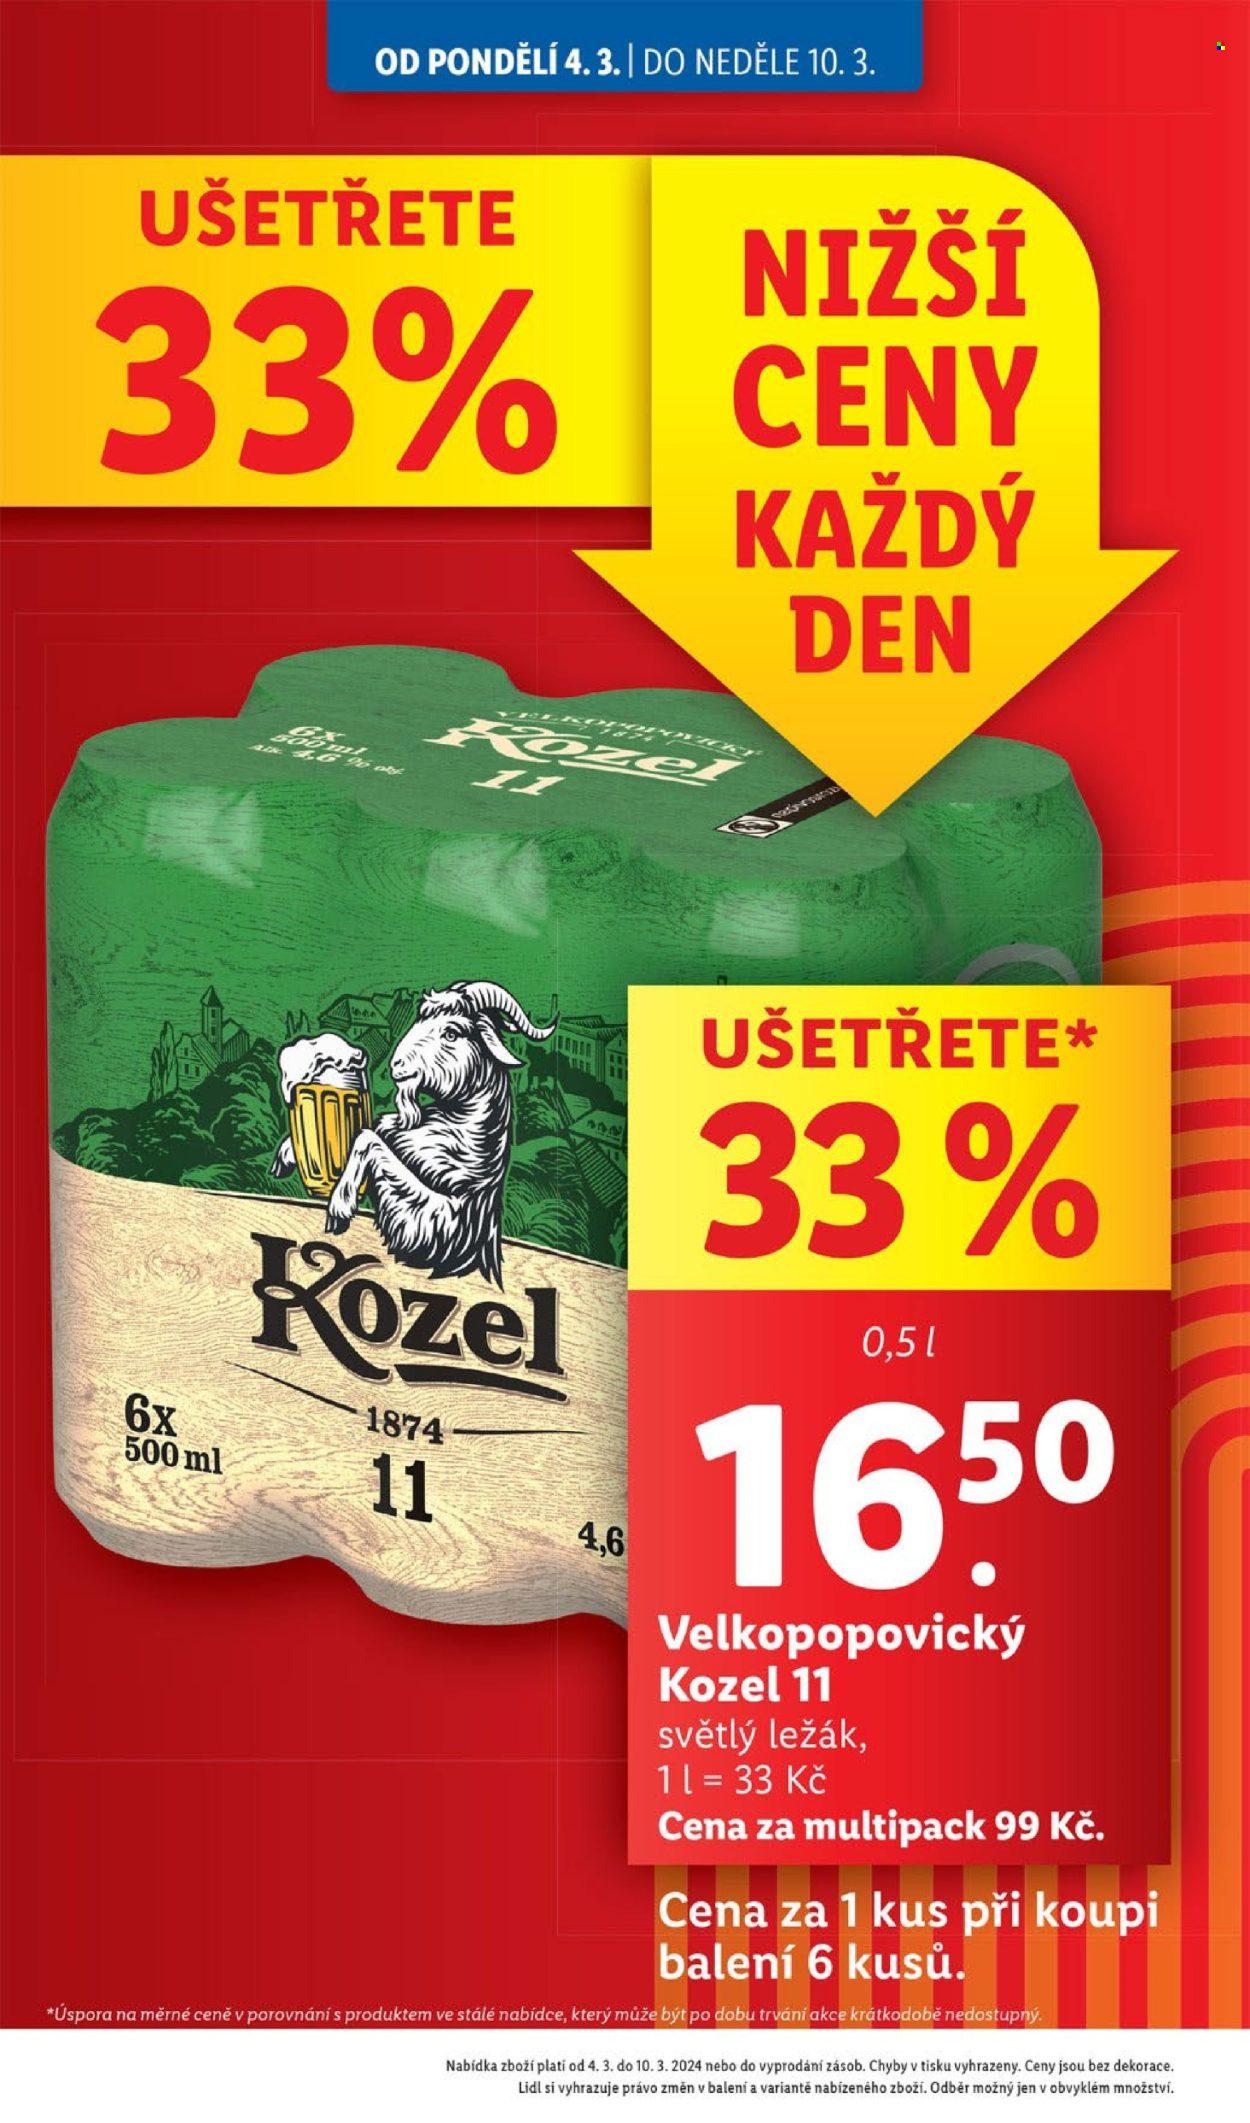 OD PONDĚLÍ 4. 3. | DO NEDĚLE 10. 3.
UŠETŘETE
33%
NIŽŠÍ
CENY
KAŽDÝ
DEN
VELKOPOPOVICKÝ
1874
Kozel
11
6x
500 ml
Alk. 4,6 % obj.
Kozel
1874
11
6x
500 ml
4,6
UŠETŘETE*
33 %
0,5 l
16.50
Velkopopovický
Kozel 11
světlý ležák,
1 l = 33 Kč
Cena za multipack 99 Kč.
Cena za 1 kus při koupi
balení 6 kusů.
*Úspora na měrné ceně v porovnání s produktem ve stálé nabídce, který může být po dobu trvání akce krátkodobě nedostupný.
Nabídka zboží platí od 4. 3. do 10. 3. 2024 nebo do vyprodání zásob. Chyby v tisku vyhrazeny. Ceny jsou bez dekorace.
Lidl si vyhrazuje právo změn v balení a variantě nabízeného zboží. Odběr možný jen v obvyklém množství.